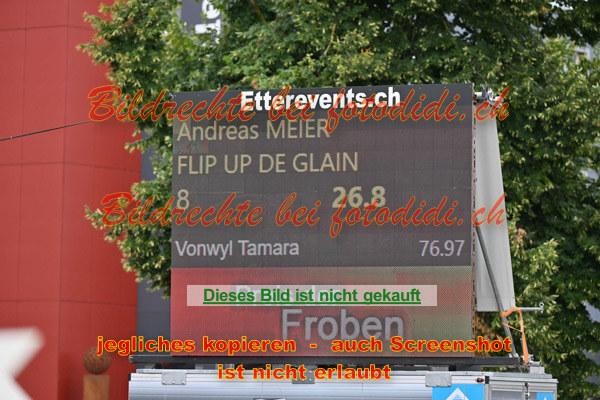 Etterevents.ch
Bildrechte bei fotodidi.ch
Andreas MEIER
FLIP UP DE GLAIN
8 26.8
Bildrechte bei fotodidi.ch
Vonwyl Tamara 76.97
Dieses Bild ist nicht gekauft
Froben
jegliches kopieren - auch Screenshot
ist nicht erlaubt